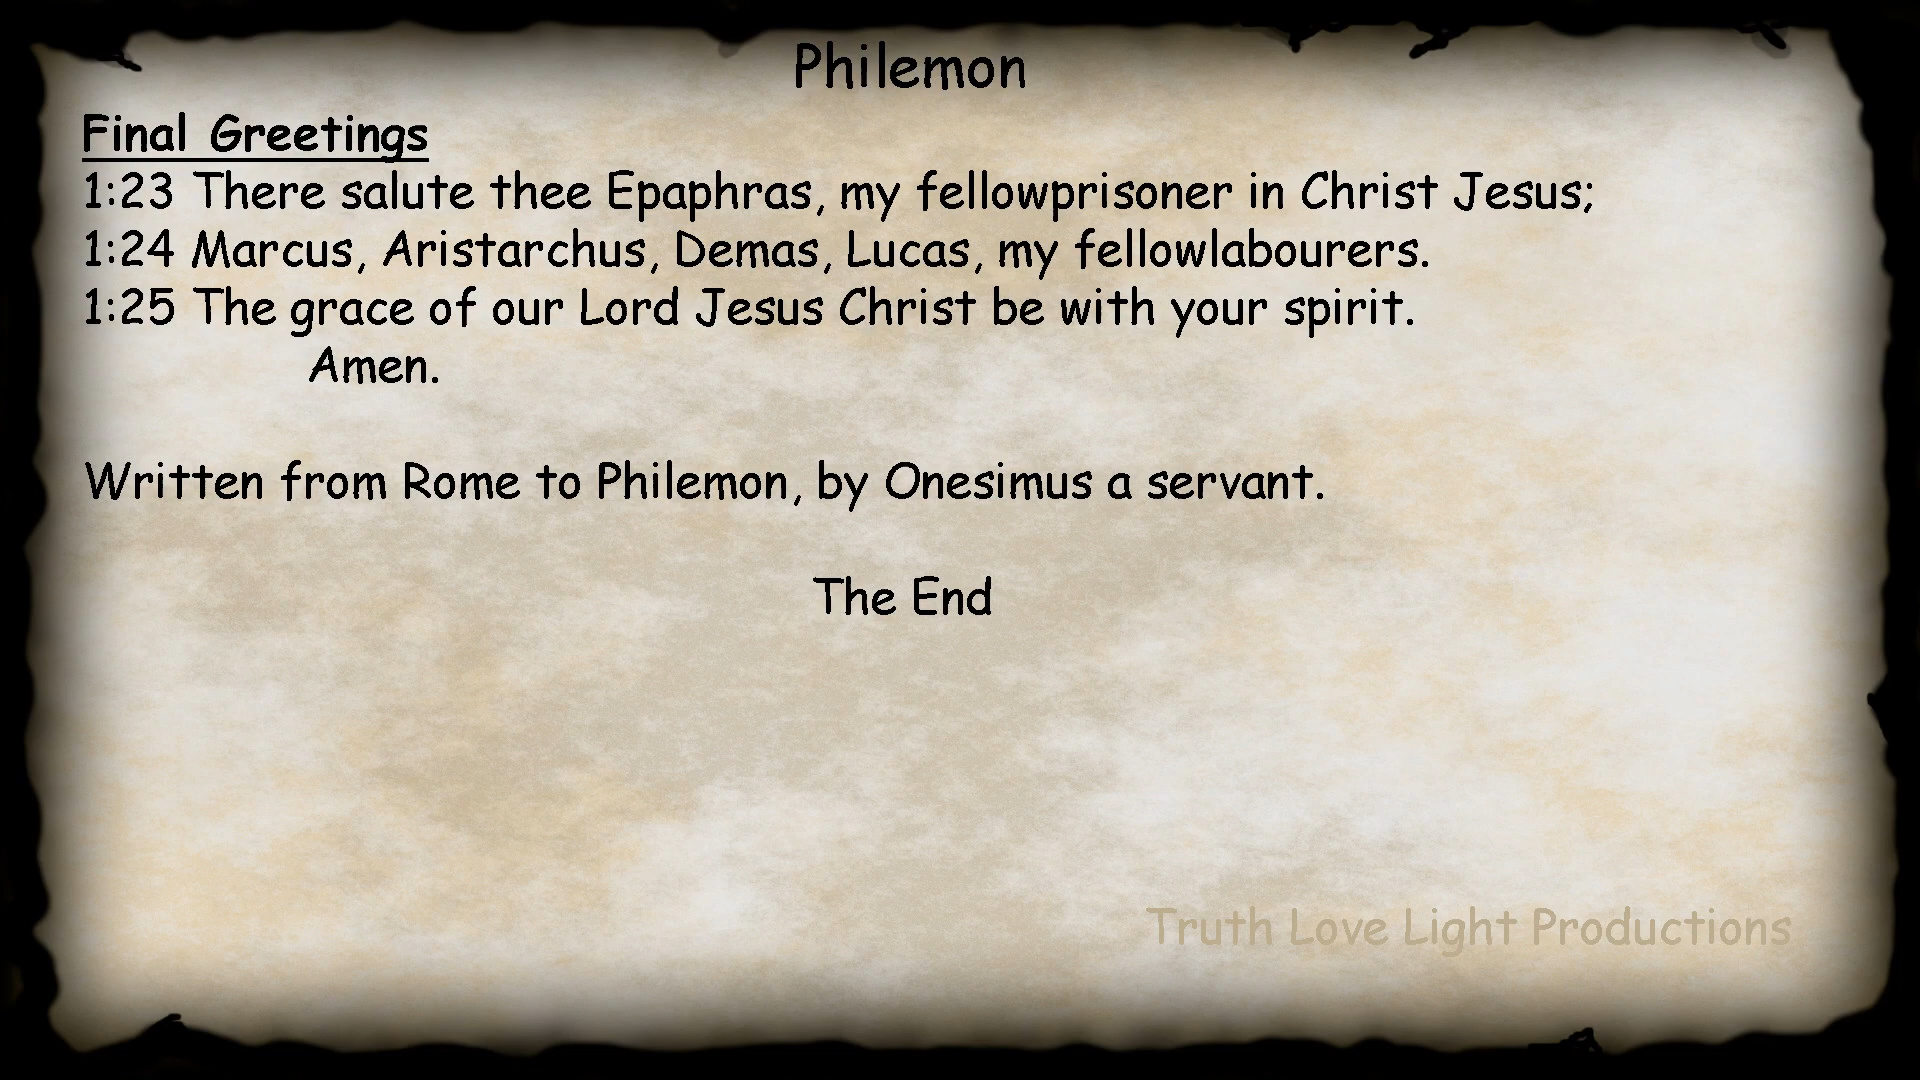 Philemon
Final Greetings
1:23 There salute thee Epaphras, my fellowprisoner in Christ Jesus;
1:24 Marcus, Aristarchus, Demas, Lucas, my fellowlabourers.
1:25 The grace of our Lord Jesus Christ be with your spirit.
Amen.
Written from Rome to Philemon, by Onesimus a servant.
The End
Truth Love Light Productions